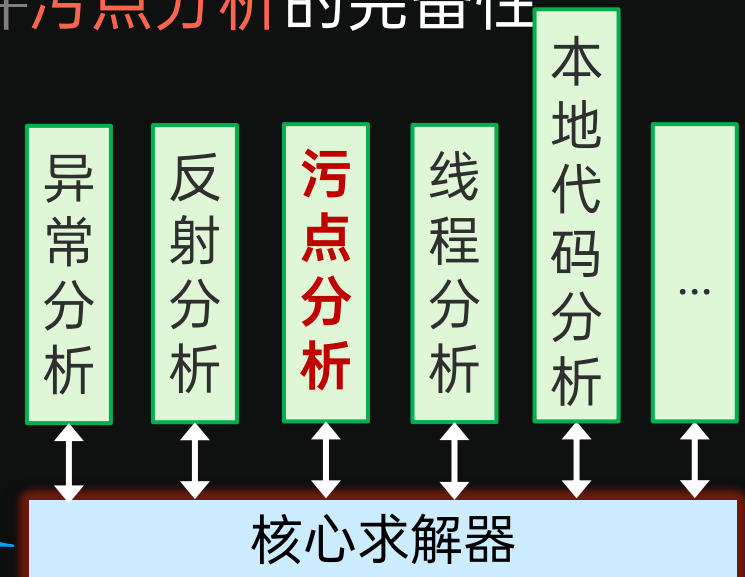 污点分析的完备性
异常分析
反射分析
污点分析
线程分析
本地代码分析
...
核心求解器